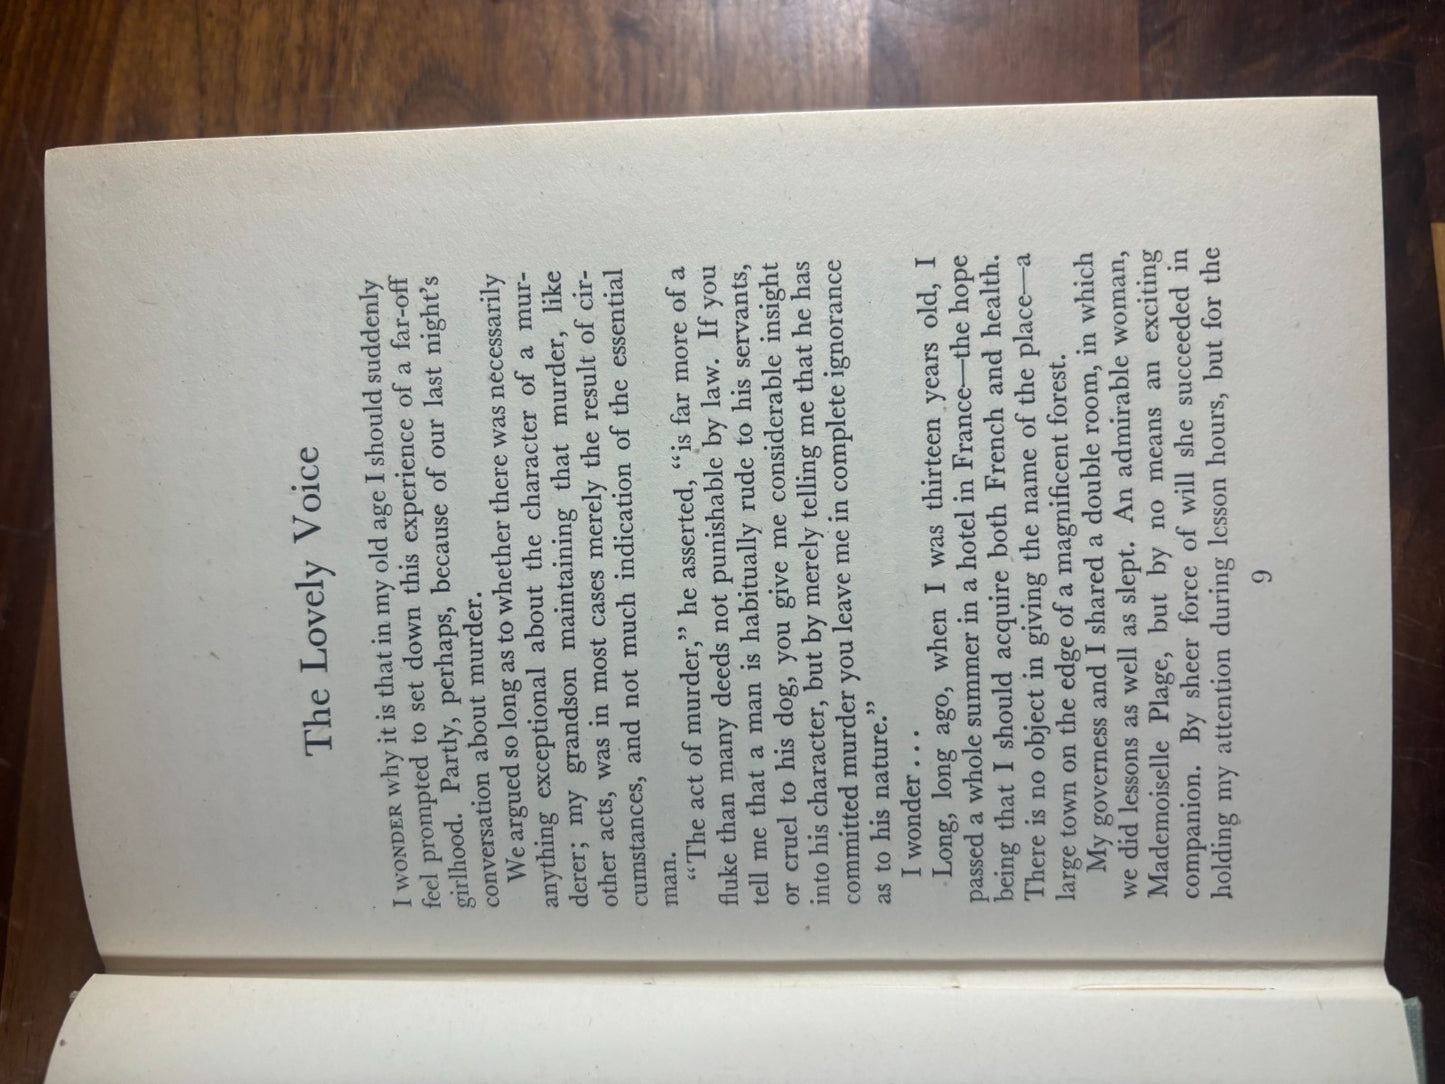 The Lovely Voice
I WONDER why it is that in my old age I should suddenly
feel prompted to set down this experience of a far-off
girlhood. Partly, perhaps, because of our last night's
conversation about murder.
We argued so long as to whether there was necessarily
anything exceptional about the character of a mur-
derer; my grandson maintaining that murder, like
other acts, was in most cases merely the result of cir-
cumstances, and not much indication of the essential
man.
“The act of murder,” he asserted, “is far more of a
fluke than many deeds not punishable by law. If you
tell me that a man is habitually rude to his servants,
or cruel to his dog, you give me considerable insight
into his character, but by merely telling me that he has
committed murder you leave me in complete ignorance
as to his nature.”
I wonder . . .
Long, long ago, when I was thirteen years old, I
passed a whole summer in a hotel in France—the hope
being that I should acquire both French and health.
There is no object in giving the name of the place—a
large town on the edge of a magnificent forest.
My governess and I shared a double room, in which
we did lessons as well as slept. An admirable woman,
Mademoiselle Plage, but by no means an exciting
companion. By sheer force of will she succeeded in
holding my attention during lesson hours, but for the
9